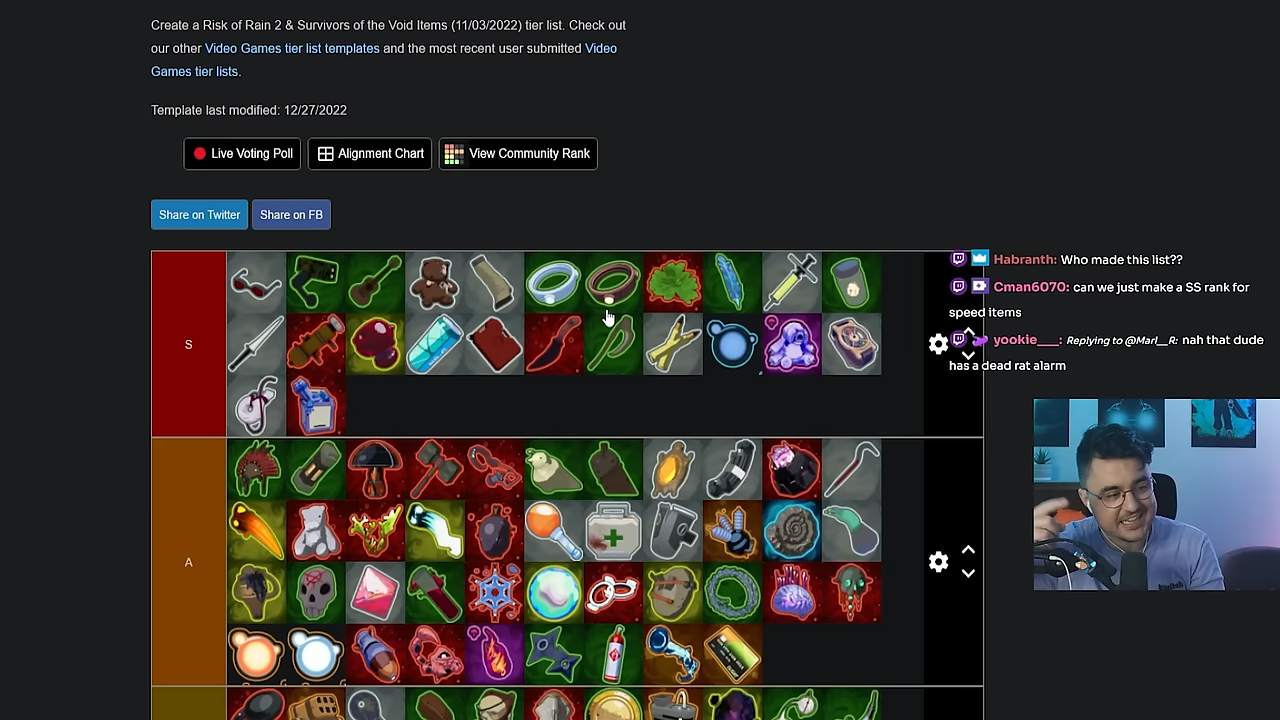 Create a Risk of Rain 2 & Survivors of the Void Items (11/03/2022) tier list. Check out
our other Video Games tier list templates and the most recent user submitted Video
Games tier lists.
Template last modified: 12/27/2022
Live Voting Poll
Alignment Chart
View Community Rank
Share on Twitter
Share on FB
S
Habranth: Who made this list??
Cman6070: can we just make a SS rank for
speed items
yookie___: Replying to @Marl__R: nah that dude
has a dead rat alarm
A